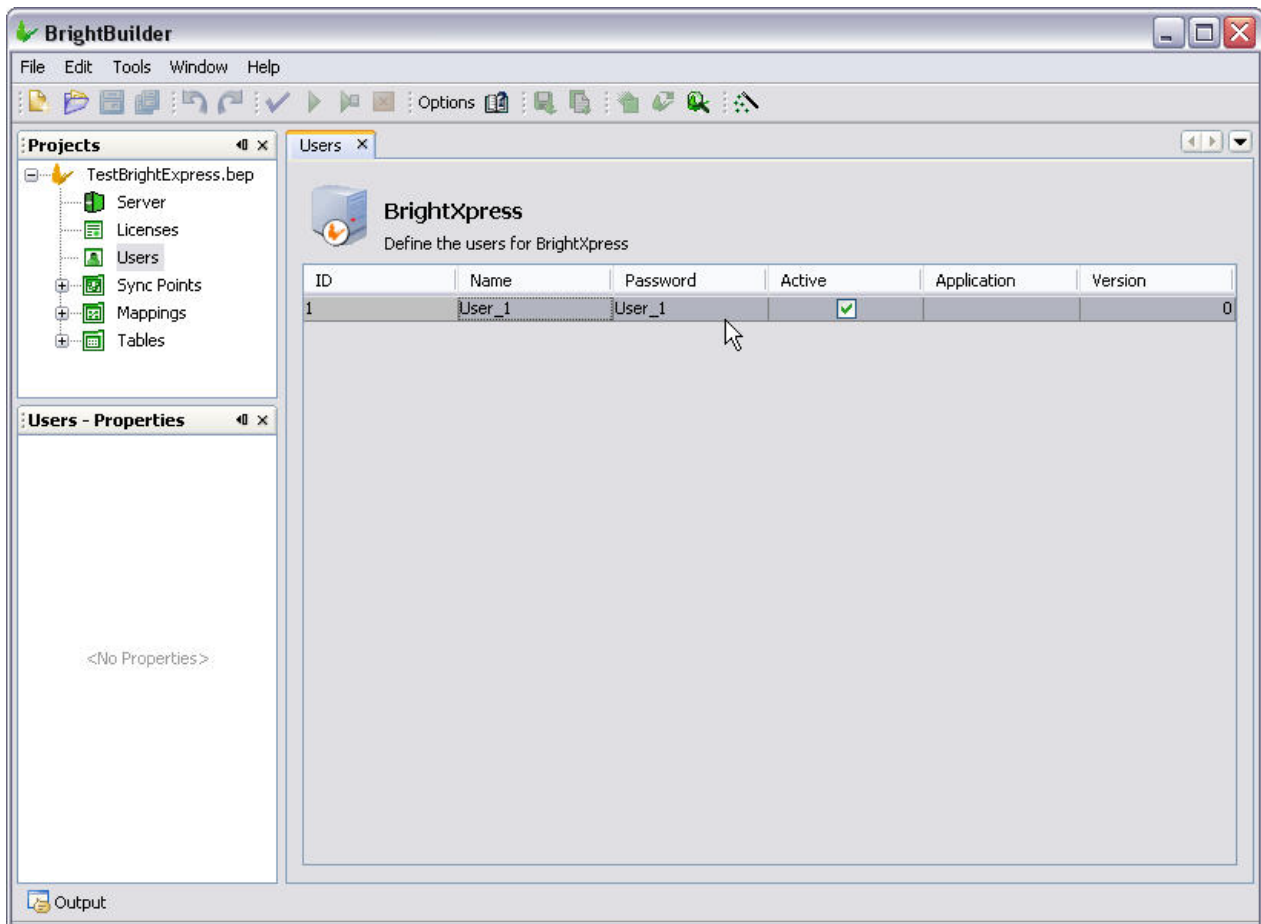 BrightBuilder
File Edit Tools Window Help
Options
Projects
TestBrightExpress.bep
Server
Licenses
Users
Sync Points
Mappings
Tables
Users - Properties
<No Properties>
Users
BrightXpress
Define the users for BrightXpress
ID Name Password Active Application Version
1 User_1 User_1 0
Output